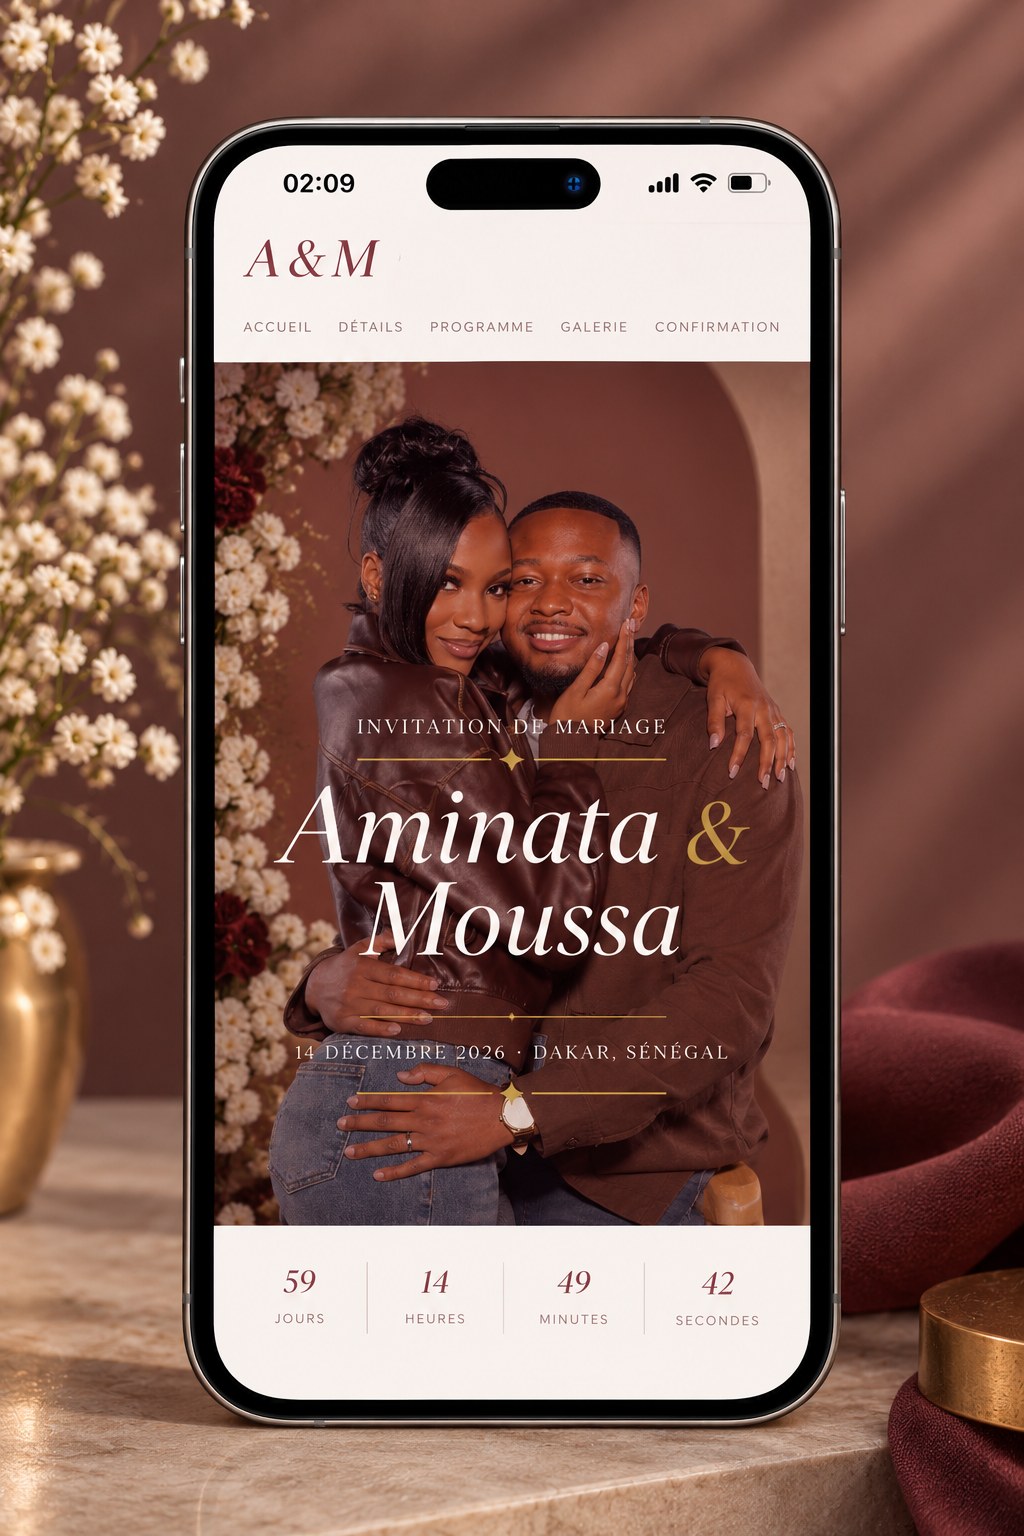 02:09
A & M
ACCUEIL DÉTAILS PROGRAMME GALERIE CONFIRMATION
INVITATION DE MARIAGE
Aminata &
Moussa
14 DÉCEMBRE 2026 · DAKAR, SÉNÉGAL
59 14 49 42
JOURS HEURES MINUTES SECONDES